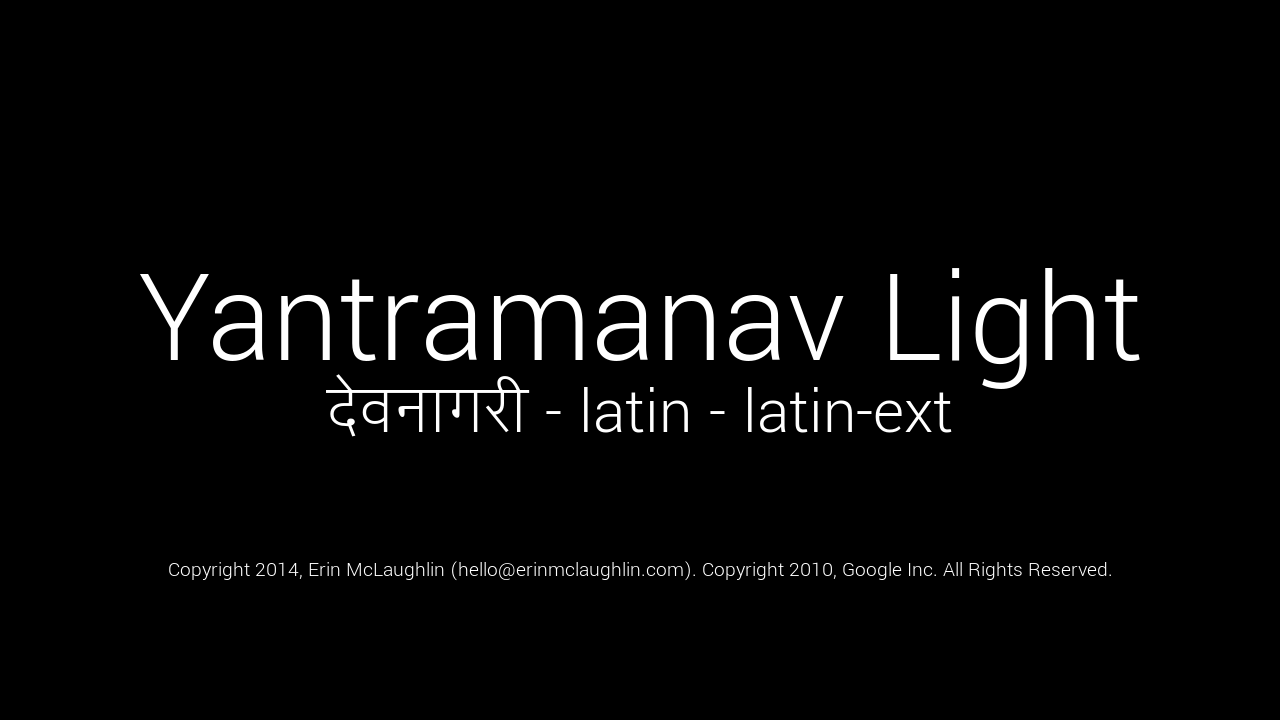 Yantramanav Light
देवनागरी - latin - latin-ext
Copyright 2014, Erin McLaughlin (hello@erinmclaughlin.com). Copyright 2010, Google Inc. All Rights Reserved.